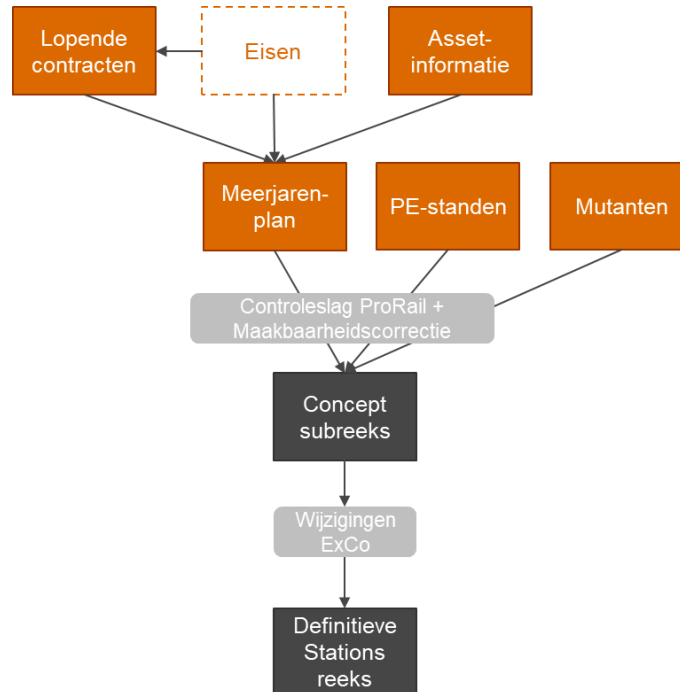 Lopende
contracten
Eisen
Asset-
informatie
Meerjaren-
plan
PE-standen
Mutanten
Controleslag ProRail +
Maakbaarheidscorrectie
Concept
subreeks
Wijzigingen
ExCo
Definitieve
Stations
reeks